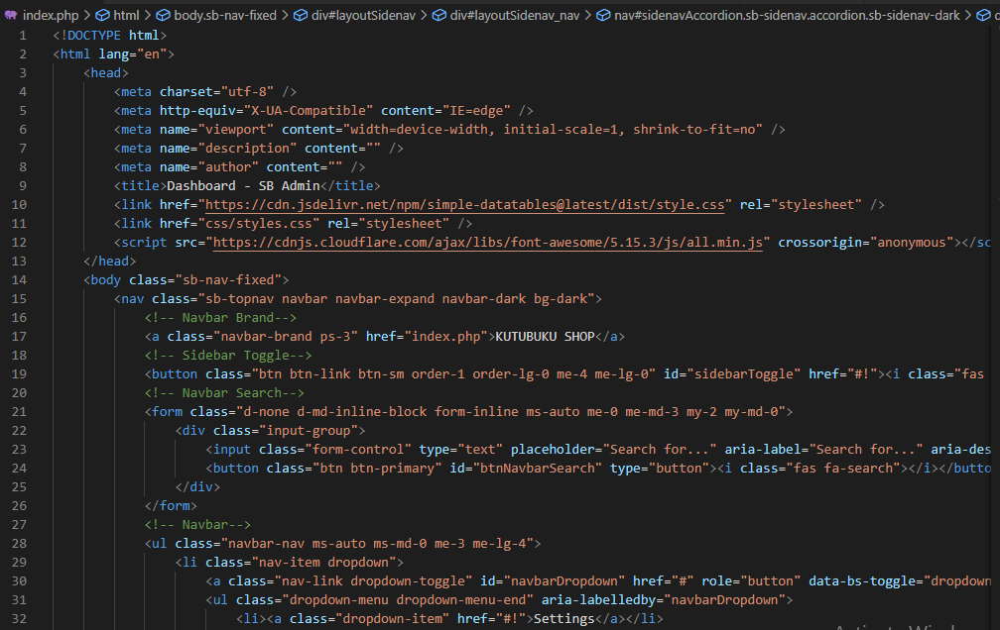 index.php > html > body.sb-nav-fixed > div#layoutSidenav > div#layoutSidenav_nav > nav#sidenavAccordion.sb-sidenav.accordion.sb-sidenav-dark >
1 <!DOCTYPE html>
2 <html lang="en">
3 <head>
4 <meta charset="utf-8" />
5 <meta http-equiv="X-UA-Compatible" content="IE=edge" />
6 <meta name="viewport" content="width=device-width, initial-scale=1, shrink-to-fit=no" />
7 <meta name="description" content="" />
8 <meta name="author" content="" />
9 <title>Dashboard - SB Admin</title>
10 <link href="https://cdn.jsdelivr.net/npm/simple-datatables@latest/dist/style.css" rel="stylesheet" />
11 <link href="css/styles.css" rel="stylesheet" />
12 <script src="https://cdnjs.cloudflare.com/ajax/libs/font-awesome/5.15.3/js/all.min.js" crossorigin="anonymous"></sc
13 </head>
14 <body class="sb-nav-fixed">
15 <nav class="sb-topnav navbar navbar-expand navbar-dark bg-dark">
16 <!-- Navbar Brand-->
17 <a class="navbar-brand ps-3" href="index.php">KUTUBUKU SHOP</a>
18 <!-- Sidebar Toggle-->
19 <button class="btn btn-link btn-sm order-1 order-lg-0 me-4 me-lg-0" id="sidebarToggle" href="#!"><i class="fas
20 <!-- Navbar Search-->
21 <form class="d-none d-md-inline-block form-inline ms-auto me-0 me-md-3 my-2 my-md-0">
22 <div class="input-group">
23 <input class="form-control" type="text" placeholder="Search for..." aria-label="Search for..." aria-des
24 <button class="btn btn-primary" id="btnNavbarSearch" type="button"><i class="fas fa-search"></i></butto
25 </div>
26 </form>
27 <!-- Navbar-->
28 <ul class="navbar-nav ms-auto ms-md-0 me-3 me-lg-4">
29 <li class="nav-item dropdown">
30 <a class="nav-link dropdown-toggle" id="navbarDropdown" href="#" role="button" data-bs-toggle="dropdown
31 <ul class="dropdown-menu dropdown-menu-end" aria-labelledby="navbarDropdown">
32 <li><a class="dropdown-item" href="#!">Settings</a></li>